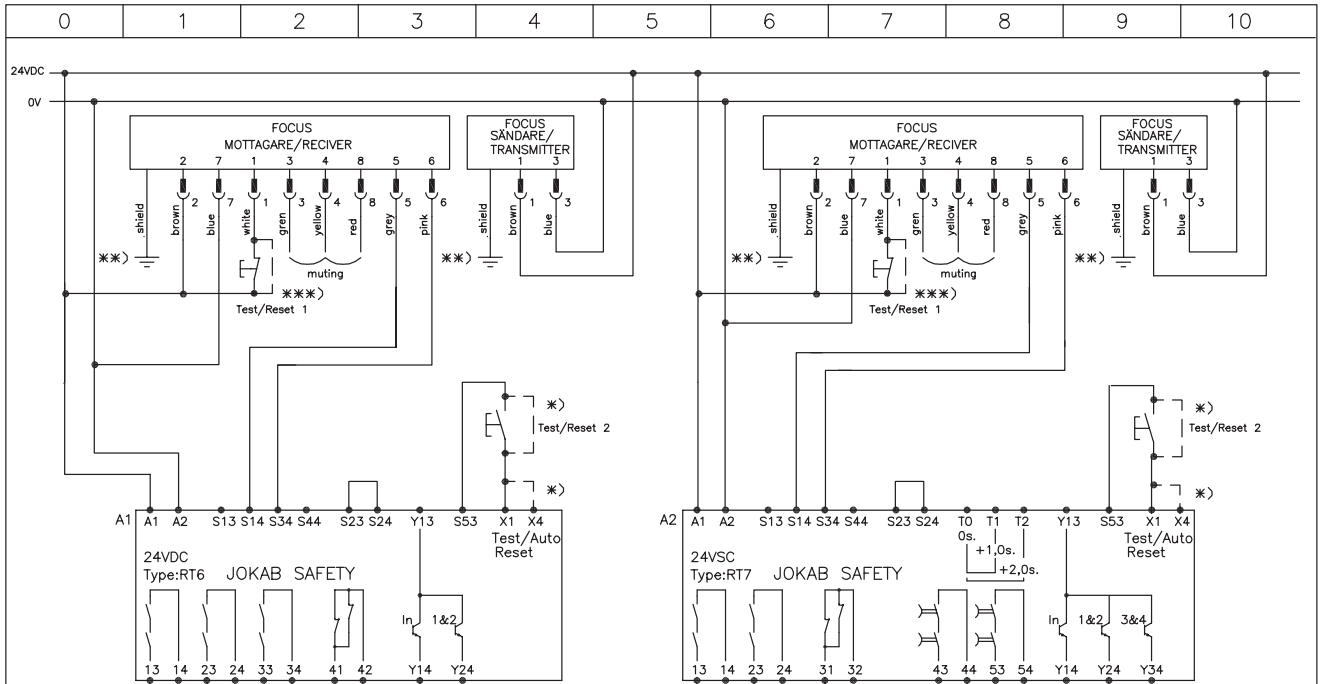 0 1 2 3 4 5 6 7 8 9 10
24VDC
0V
FOCUS
MOTTAGARE/RECIVER
2 7 1 3 4 8 5 6
FOCUS
SÄNDARE/
TRANSMITTER
1 3
FOCUS
MOTTAGARE/RECIVER
2 7 1 3 4 8 5 6
FOCUS
SÄNDARE/
TRANSMITTER
1 3
2 7 1 3 4 8 5 6 1 3
shield brown blue white gren yellow red grey pink shield brown blue
2 7 1 3 4 8 5 6 1 3
shield brown blue white gren yellow red grey pink shield brown blue
**) muting **)
***)
Test/Reset 1
**) muting **)
***)
Test/Reset 1
*)
Test/Reset 2
*)
*)
Test/Reset 2
*)
A1 A1 A2 S13 S14 S34 S44 S23 S24 Y13 S53 X1 X4
Test/Auto
Reset
24VDC
Type:RT6 JOKAB SAFETY
In 1&2
13 14 23 24 33 34 41 42 Y14 Y24
A2 A1 A2 S13 S14 S34 S44 S23 S24 T0 T1 T2 Y13 S53 X1 X4
0s.
+1,0s.
+2,0s.
Test/Auto
Reset
24VSC
Type:RT7 JOKAB SAFETY
In 1&2 3&4
13 14 23 24 31 32 43 44 53 54 Y14 Y24 Y34